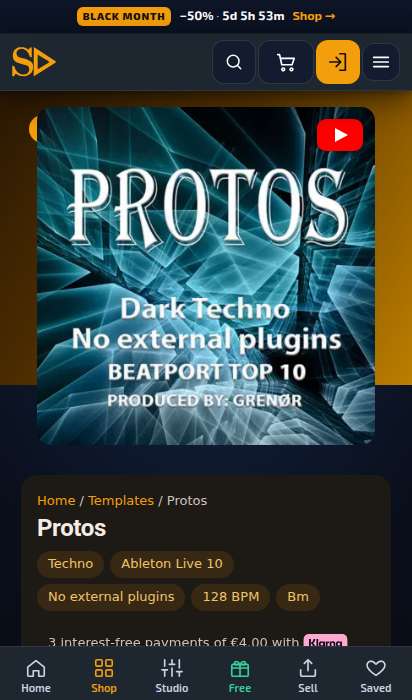 BLACK MONTH −50% · 5d 5h 53m Shop →
S
PROTOS
Dark Techno
No external plugins
BEATPORT TOP 10
PRODUCED BY: GRENØR
Home / Templates / Protos
Protos
Techno Ableton Live 10
No external plugins 128 BPM Bm
3 interest-free payments of €4.00 with Klarna
Home Shop Studio Free Sell Saved